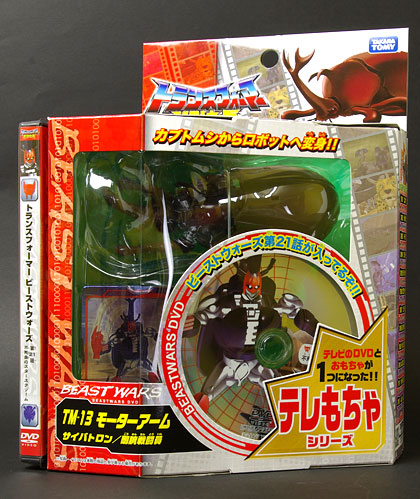 TAKARA
TOMY
トランスフォーマー
カブトムシからロボットへ変身!!
ビーストウォーズ第21話が入ってるぞ!!
BEASTWARS DVD
BEAST WARS
BEASTWARS DVD
TM-13 モーターアーム
サイバトロン/
テレビのDVDと
おもちゃが
1つになった!!
テレもちゃ
シリーズ
トランスフォーマー ビーストウォーズ
DVD
VIDEO